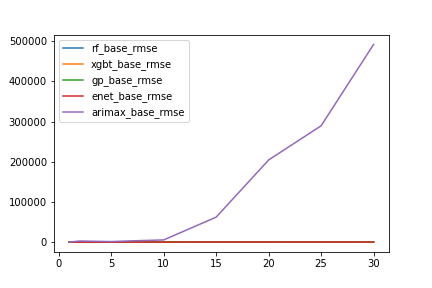 500000
400000
300000
200000
100000
0
rf_base_rmse
xgbt_base_rmse
gp_base_rmse
enet_base_rmse
arimax_base_rmse
0 5 10 15 20 25 30